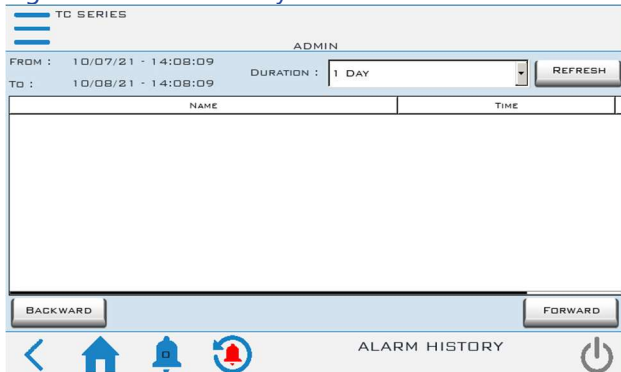 TC SERIES
ADMIN
FROM : 10/07/21 - 14:08:09
DURATION : 1 DAY
REFRESH
TO : 10/08/21 - 14:08:09
NAME TIME
BACKWARD FORWARD
0
ALARM HISTORY